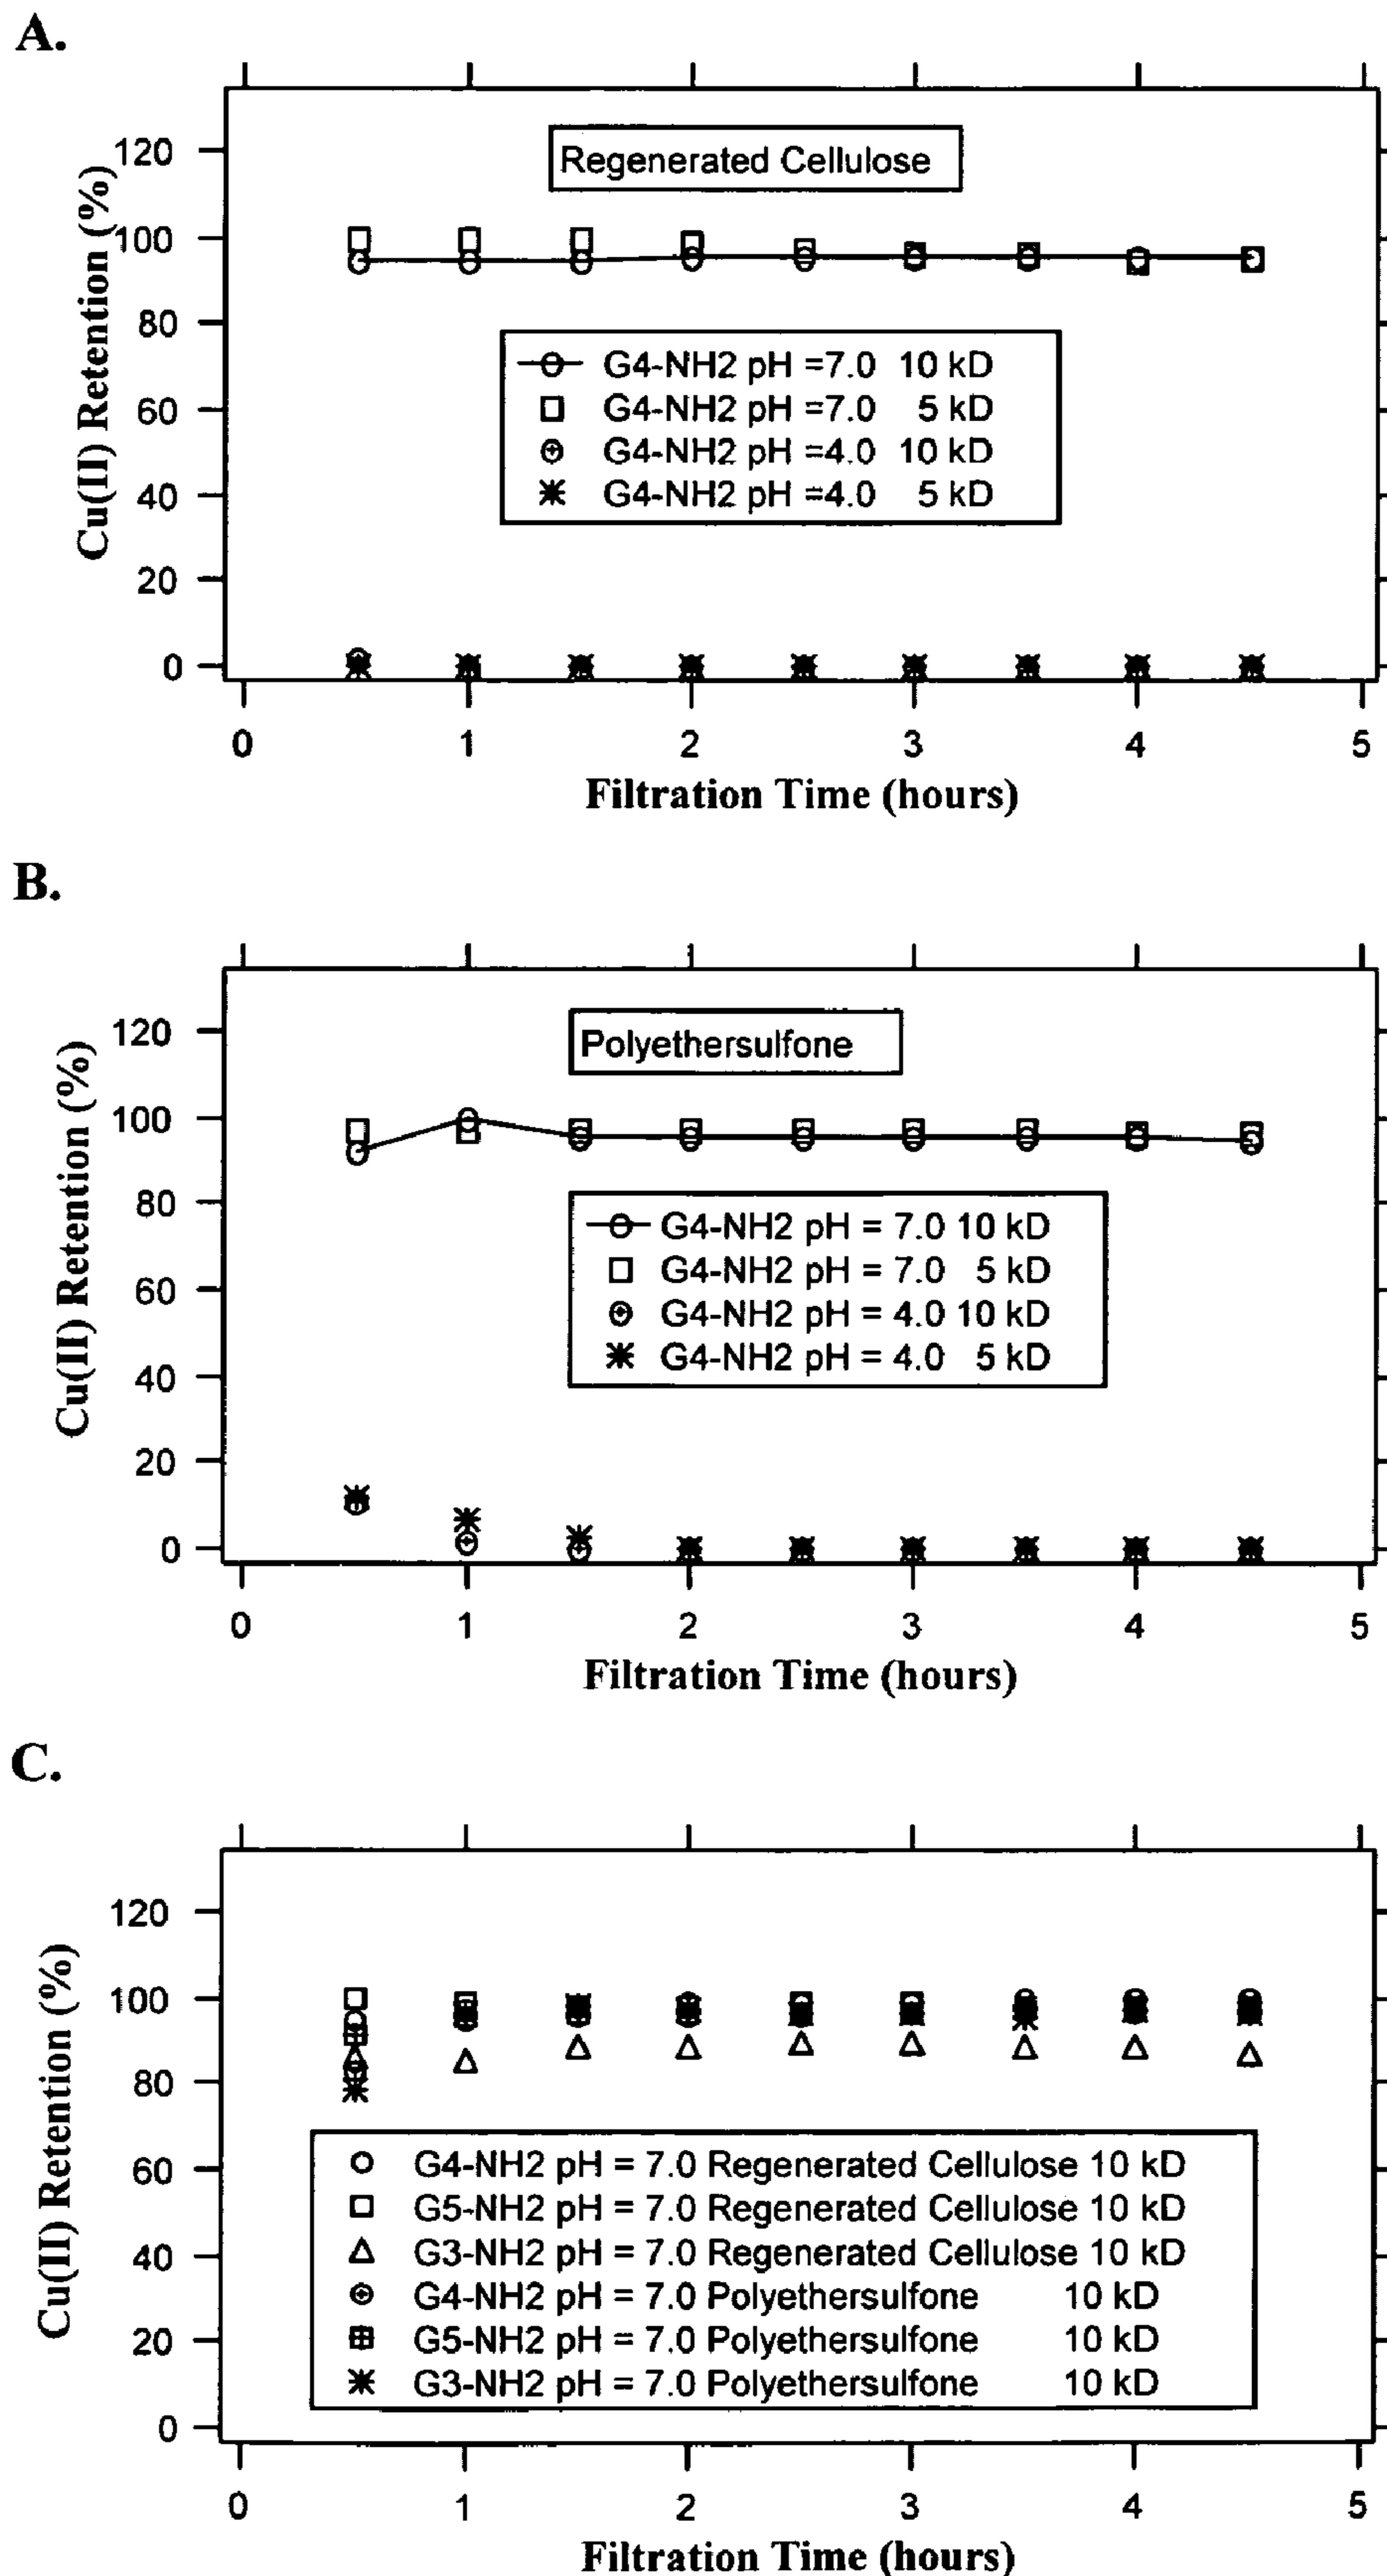 A.
Regenerated Cellulose
120
100
80
60
40
20
0
Cu(II) Retention (%)
G4-NH2 pH =7.0 10 kD
G4-NH2 pH =7.0 5 kD
G4-NH2 pH =4.0 10 kD
G4-NH2 pH =4.0 5 kD
0 1 2 3 4 5
Filtration Time (hours)
B.
Polyethersulfone
120
100
80
60
40
20
0
Cu(II) Retention (%)
G4-NH2 pH = 7.0 10 kD
G4-NH2 pH = 7.0 5 kD
G4-NH2 pH = 4.0 10 kD
G4-NH2 pH = 4.0 5 kD
0 1 2 3 4 5
Filtration Time (hours)
C.
120
100
80
60
40
20
0
Cu(II) Retention (%)
G4-NH2 pH = 7.0 Regenerated Cellulose 10 kD
G5-NH2 pH = 7.0 Regenerated Cellulose 10 kD
G3-NH2 pH = 7.0 Regenerated Cellulose 10 kD
G4-NH2 pH = 7.0 Polyethersulfone 10 kD
G5-NH2 pH = 7.0 Polyethersulfone 10 kD
G3-NH2 pH = 7.0 Polyethersulfone 10 kD
0 1 2 3 4 5
Filtration Time (hours)